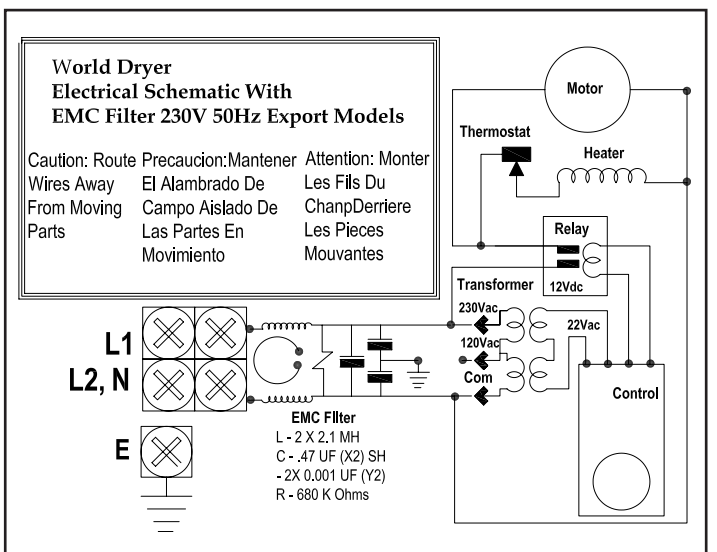 World Dryer
Electrical Schematic With
EMC Filter 230V 50Hz Export Models
Caution: Route
Wires Away
From Moving
Parts
Precaucion:Mantener
El Alambrado De
Campo Aislado De
Las Partes En
Movimiento
Attention: Monter
Les Fils Du
ChanpDerriere
Les Pieces
Mouvantes
Motor
Thermostat
Heater
Relay
12Vdc
Transformer
230Vac
22Vac
120Vac
Com
Control
L1
L2, N
E
EMC Filter
L - 2 X 2.1 MH
C - .47 UF (X2) SH
- 2X 0.001 UF (Y2)
R - 680 K Ohms